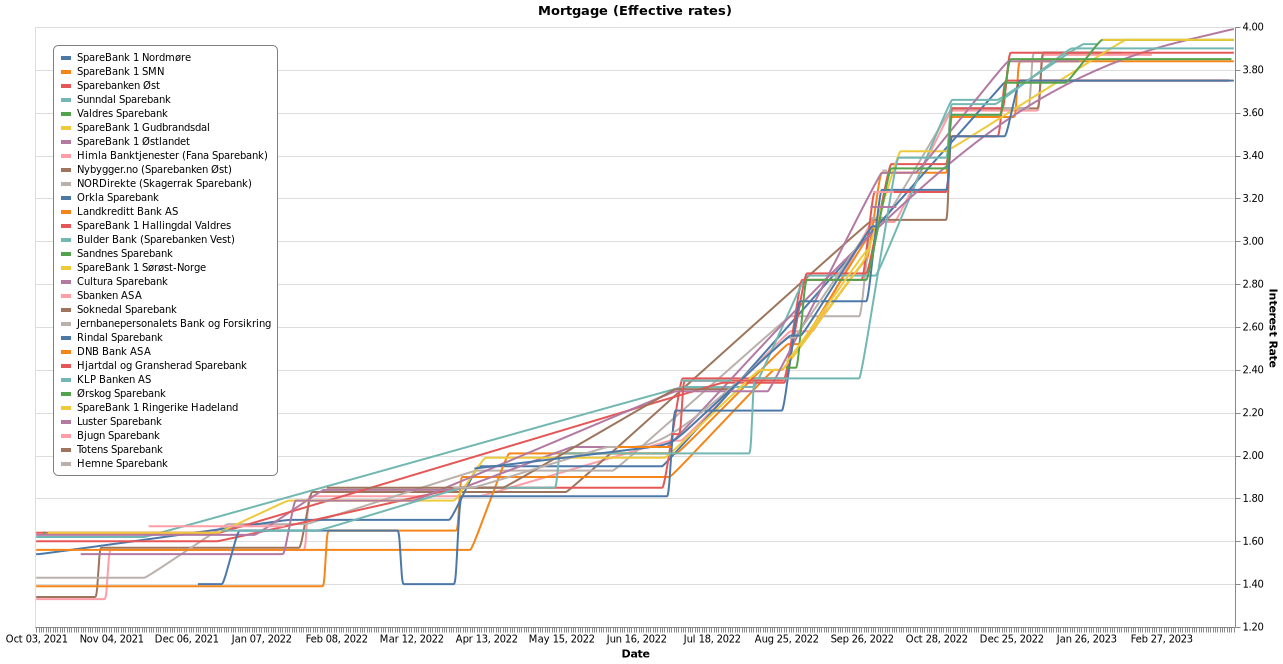 Mortgage (Effective rates)
SpareBank 1 Nordmøre
SpareBank 1 SMN
Sparebanken Øst
Sunndal Sparebank
Valdres Sparebank
SpareBank 1 Gudbrandsdal
SpareBank 1 Østlandet
Himla Banktjenester (Fana Sparebank)
Nybygger.no (Sparebanken Øst)
NORDirekte (Skagerrak Sparebank)
Orkla Sparebank
Landkreditt Bank AS
SpareBank 1 Hallingdal Valdres
Bulder Bank (Sparebanken Vest)
Sandnes Sparebank
SpareBank 1 Sørøst-Norge
Cultura Sparebank
Sbanken ASA
Soknedal Sparebank
Jernbanepersonalets Bank og Forsikring
Rindal Sparebank
DNB Bank ASA
Hjartdal og Gransherad Sparebank
KLP Banken AS
Ørskog Sparebank
SpareBank 1 Ringerike Hadeland
Luster Sparebank
Bjugn Sparebank
Totens Sparebank
Hemne Sparebank
4.00
3.80
3.60
3.40
3.20
3.00
2.80
2.60
2.40
2.20
2.00
1.80
1.60
1.40
1.20
Interest Rate
Oct 03, 2021 Nov 04, 2021 Dec 06, 2021 Jan 07, 2022 Feb 08, 2022 Mar 12, 2022 Apr 13, 2022 May 15, 2022 Jun 16, 2022 Jul 18, 2022 Aug 25, 2022 Sep 26, 2022 Oct 28, 2022 Dec 25, 2022 Jan 26, 2023 Feb 27, 2023
Date